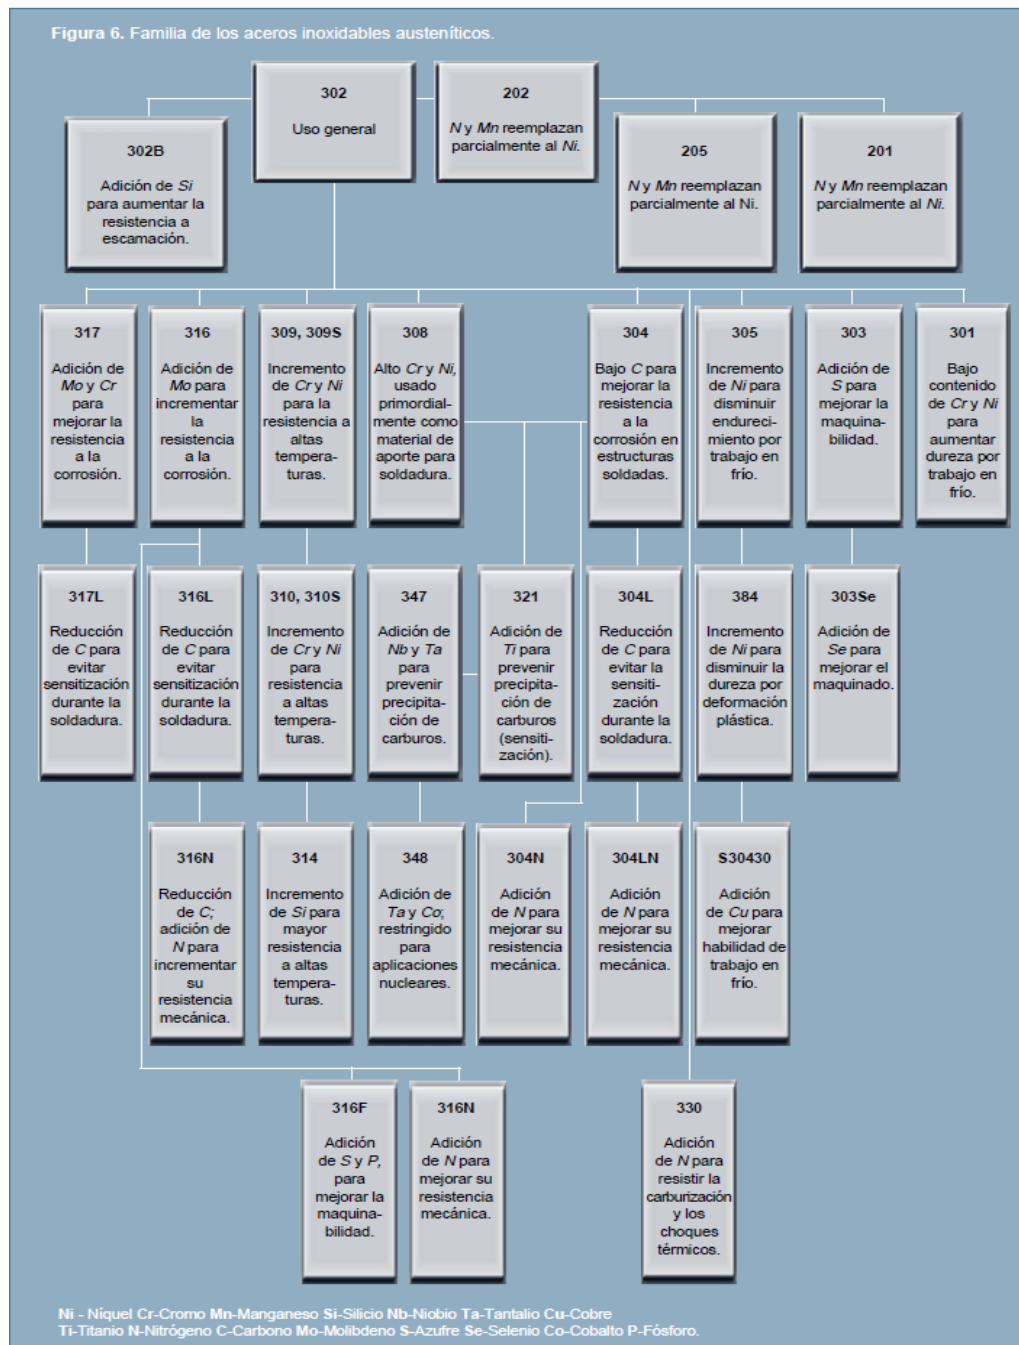 Figura 6. Familia de los aceros inoxidables austeníticos.
302
Uso general
202
N y Mn reemplazan
parcialmente al Ni.
302B
Adición de Si
para aumentar la
resistencia a
escamación.
205
N y Mn reemplazan
parcialmente al Ni.
201
N y Mn reemplazan
parcialmente al Ni.
317
Adición de
Mo y Cr
para
mejorar la
resistencia
a la
corrosión.
316
Adición de
Mo para
incrementar
la
resistencia
a la
corrosión.
309, 309S
Incremento
de Cr y Ni
para la
resistencia a
altas
tempera-
turas.
308
Alto Cr y Ni,
usado
primordial-
mente como
material de
aporte para
soldadura.
304
Bajo C para
mejorar la
resistencia
a la
corrosión en
estructuras
soldadas.
305
Incremento
de Ni para
disminuir
endureci-
miento por
trabajo en
frío.
303
Adición de
S para
mejorar la
maquina-
bilidad.
301
Bajo
contenido
de Cr y Ni
para
aumentar
dureza por
trabajo en
frío.
317L
Reducción
de C para
evitar
sensitización
durante la
soldadura.
316L
Reducción
de C para
evitar
sensitización
durante la
soldadura.
310, 310S
Incremento
de Cr y Ni
para
resistencia
a altas
tempera-
turas.
347
Adición de
Nb y Ta
para
prevenir
precipita-
ción de
carburos.
321
Adición de
Ti para
prevenir
precipita-
ción de
carburos
(sensiti-
zación).
304L
Reducción
de C para
evitar la
sensiti-
zación
durante la
soldadura.
384
Incremento
de Ni para
disminuir la
dureza por
deformación
plástica.
303Se
Adición de
Se para
mejorar el
maquinado.
316N
Reducción
de C;
adición de
N para
incrementar
su
resistencia
mecánica.
314
Incremento
de Si para
mayor
resistencia
a altas
tempera-
turas.
348
Adición de
Ta y Co;
restringido
para
aplicaciones
nucleares.
304N
Adición
de N para
mejorar su
resistencia
mecánica.
304LN
Adición
de N para
mejorar su
resistencia
mecánica.
S30430
Adición
de Cu para
mejorar
habilidad de
trabajo en
frío.
316F
Adición
de S y P,
para
mejorar la
maquina-
bilidad.
316N
Adición
de N para
mejorar su
resistencia
mecánica.
330
Adición
de N para
resistir la
carburización
y los
choques
térmicos.
Ni - Níquel Cr-Cromo Mn-Manganeso Si-Silicio Nb-Niobio Ta-Tantalio Cu-Cobre
Ti-Titanio N-Nitrógeno C-Carbono Mo-Molibdeno S-Azufre Se-Selenio Co-Cobalto P-Fósforo.